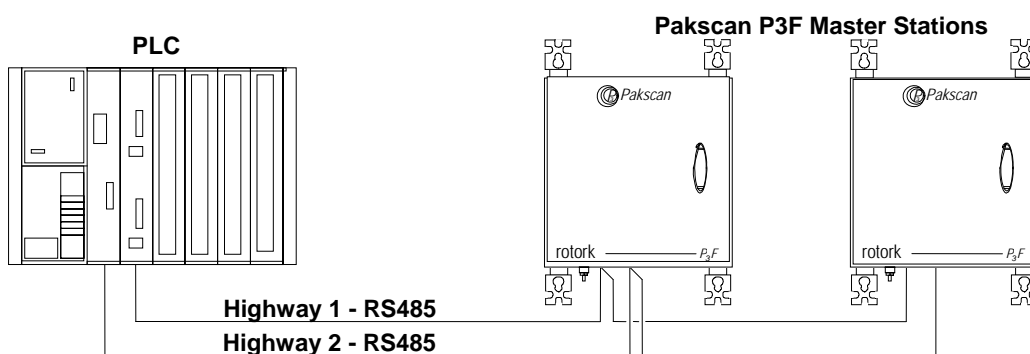 Pakscan P3F Master Stations
PLC
Pakscan
Pakscan
rotork
P3F
rotork
P3F
Highway 1 - RS485
Highway 2 - RS485